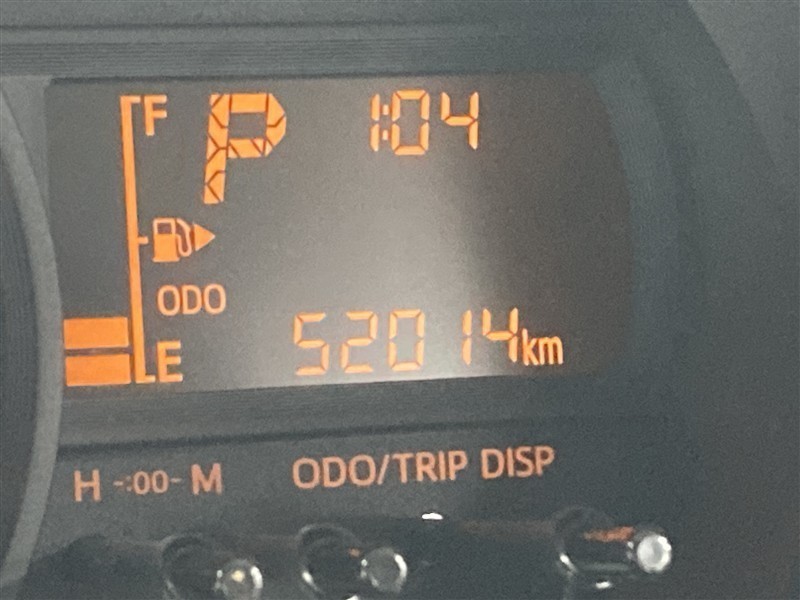 F P 1:04
ODO
E 52014km
H -:00- M ODO/TRIP DISP